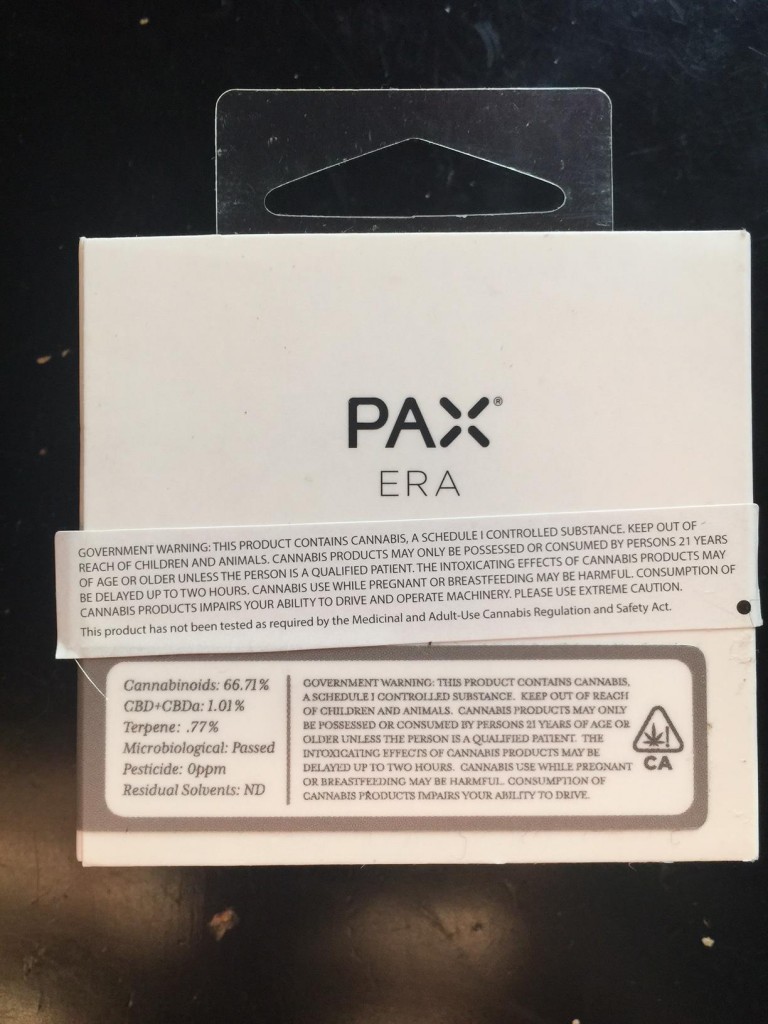 PAX®
ERA
GOVERNMENT WARNING: THIS PRODUCT CONTAINS CANNABIS, A SCHEDULE I CONTROLLED SUBSTANCE. KEEP OUT OF
REACH OF CHILDREN AND ANIMALS. CANNABIS PRODUCTS MAY ONLY BE POSSESSED OR CONSUMED BY PERSONS 21 YEARS
OF AGE OR OLDER UNLESS THE PERSON IS A QUALIFIED PATIENT. THE INTOXICATING EFFECTS OF CANNABIS PRODUCTS MAY
BE DELAYED UP TO TWO HOURS. CANNABIS USE WHILE PREGNANT OR BREASTFEEDING MAY BE HARMFUL. CONSUMPTION OF
CANNABIS PRODUCTS IMPAIRS YOUR ABILITY TO DRIVE AND OPERATE MACHINERY. PLEASE USE EXTREME CAUTION.
This product has not been tested as required by the Medicinal and Adult-Use Cannabis Regulation and Safety Act.
Cannabinoids: 66.71%
CBD+CBDa: 1.01%
Terpene: .77%
Microbiological: Passed
Pesticide: 0ppm
Residual Solvents: ND
GOVERNMENT WARNING: THIS PRODUCT CONTAINS CANNABIS,
A SCHEDULE I CONTROLLED SUBSTANCE. KEEP OUT OF REACH
OF CHILDREN AND ANIMALS. CANNABIS PRODUCTS MAY ONLY
BE POSSESSED OR CONSUMED BY PERSONS 21 YEARS OF AGE OR
OLDER UNLESS THE PERSON IS A QUALIFIED PATIENT. THE
INTOXICATING EFFECTS OF CANNABIS PRODUCTS MAY BE
DELAYED UP TO TWO HOURS. CANNABIS USE WHILE PREGNANT
OR BREASTFEEDING MAY BE HARMFUL. CONSUMPTION OF
CANNABIS PRODUCTS IMPAIRS YOUR ABILITY TO DRIVE.
!
CA